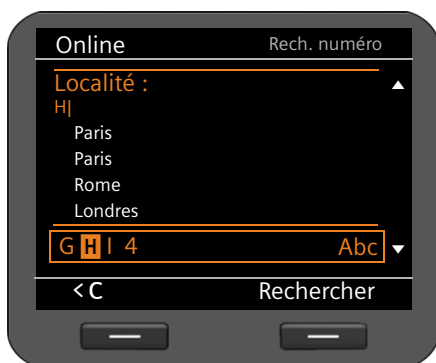 Online Rech. numéro
Localité :
H|
Paris
Paris
Rome
Londres
G H I 4 Abc
< C Rechercher